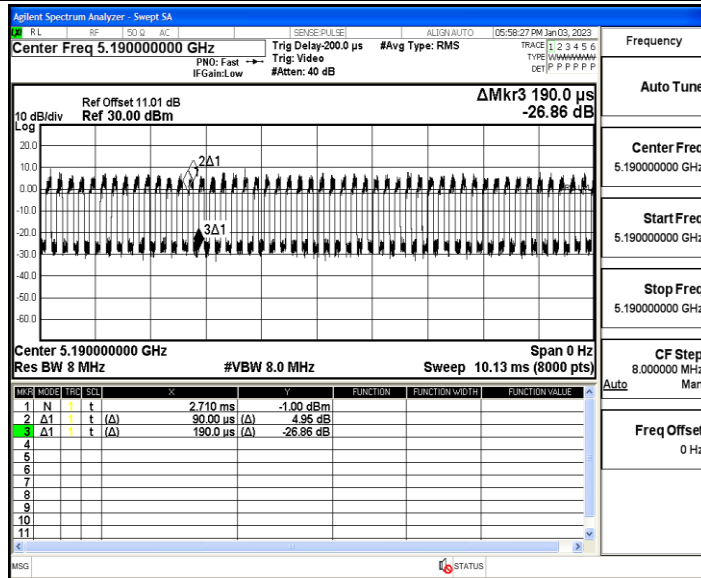 Agilent Spectrum Analyzer - Swept SA
RL RF 50 Ω AC SENSE:PULSE ALIGN AUTO 05:58:27 PM Jan 03, 2023
Center Freq 5.190000000 GHz
PNO: Fast
IFGain:Low
Trig Delay-200.0 µs
Trig: Video
#Atten: 40 dB
#Avg Type: RMS
TRACE 1 2 3 4 5 6
TYPE WWWWWW
DET P P P P P P
ΔMkr3 190.0 µs
-26.86 dB
Ref Offset 11.01 dB
10 dB/div Ref 30.00 dBm
Log
20.0
10.0
0.00
-10.0
-20.0
-30.0
-40.0
-50.0
-60.0
2Δ1
3Δ1
Center 5.190000000 GHz Span 0 Hz
Res BW 8 MHz #VBW 8.0 MHz Sweep 10.13 ms (8000 pts)
MKR MODE TRC SCL X Y FUNCTION FUNCTION WIDTH FUNCTION VALUE
1 N 1 t 2.710 ms -1.00 dBm
2 Δ1 1 t (Δ) 90.00 µs (Δ) 4.95 dB
3 Δ1 1 t (Δ) 190.0 µs (Δ) -26.86 dB
4
5
6
7
8
9
10
11
MSG STATUS
Frequency
Auto Tune
Center Freq
5.190000000 GHz
Start Freq
5.190000000 GHz
Stop Freq
5.190000000 GHz
CF Step
8.000000 MHz
Auto Man
Freq Offset
0 Hz